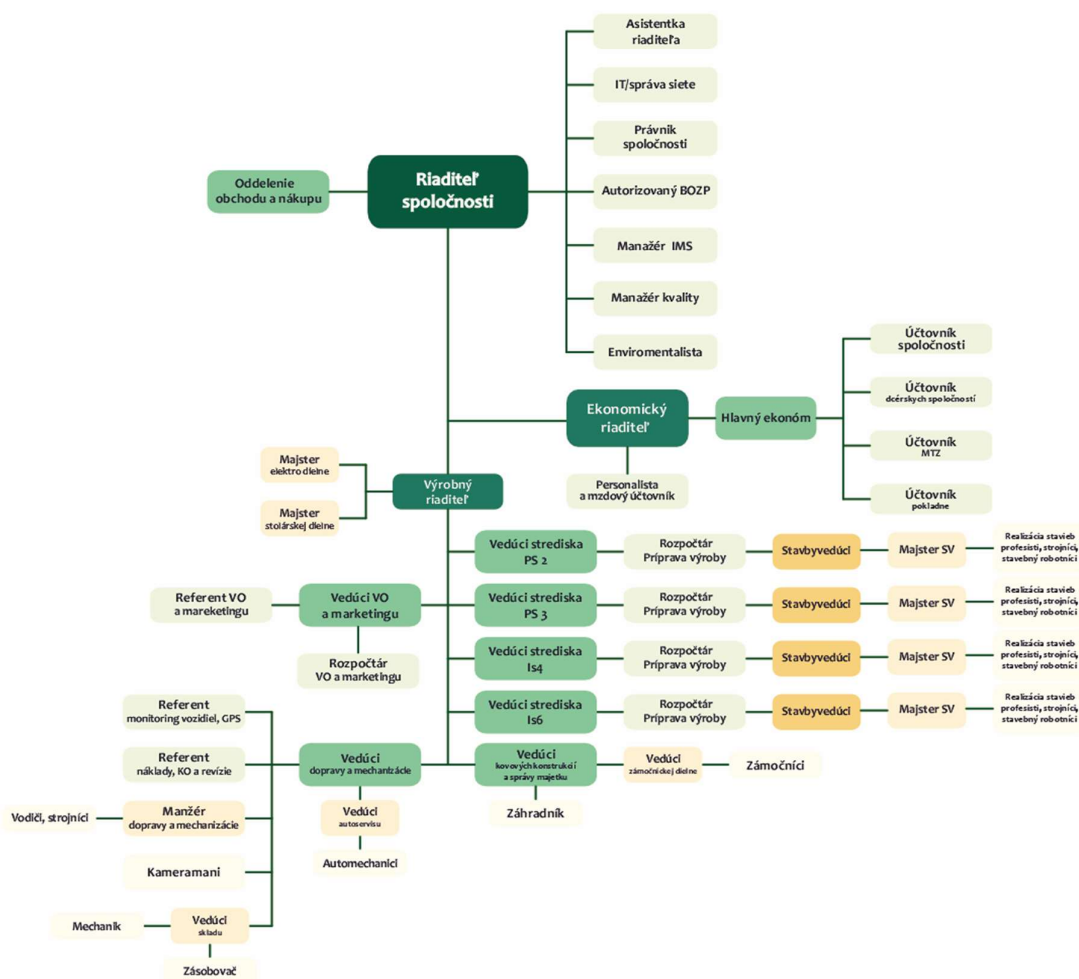 Asistentka
riaditeľa
IT/správa siete
Právnik
spoločnosti
Oddelenie
obchodu a nákupu
Riaditeľ
spoločnosti
Autorizovaný BOZP
Manažér IMS
Manažér kvality
Enviromentalista
Účtovník
spoločnosti
Účtovník
dcérskych spoločností
Ekonomický
riaditeľ
Hlavný ekonóm
Účtovník
MTZ
Účtovník
pokladne
Personalista
a mzdový účtovník
Majster
elektro dielne
Výrobný
riaditeľ
Majster
stolárskej dielne
Vedúci strediska
PS 2
Rozpočtár
Príprava výroby
Stavbyvedúci
Majster SV
Realizácia stavieb
profesisti, strojníci,
stavebný robotníci
Referent VO
a mareketingu
Vedúci VO
a marketingu
Vedúci strediska
PS 3
Rozpočtár
Príprava výroby
Stavbyvedúci
Majster SV
Realizácia stavieb
profesisti, strojníci,
stavebný robotníci
Rozpočtár
VO a marketingu
Vedúci strediska
Is4
Rozpočtár
Príprava výroby
Stavbyvedúci
Majster SV
Realizácia stavieb
profesisti, strojníci,
stavebný robotníci
Referent
monitoring vozidiel, GPS
Vedúci strediska
Is6
Rozpočtár
Príprava výroby
Stavbyvedúci
Majster SV
Realizácia stavieb
profesisti, strojníci,
stavebný robotníci
Referent
náklady, KO a revízie
Vedúci
dopravy a mechantzácie
Vedúci
kovových konštrukcií
a správy majetku
Vedúci
zámočníckej dielne
Zámočníci
Vodiči, strojníci
Manžér
dopravy a mechanizácie
Vedúci
autoservisu
Záhradník
Automechanici
Kameramani
Mechanik
Vedúci
skladu
Zásobovač